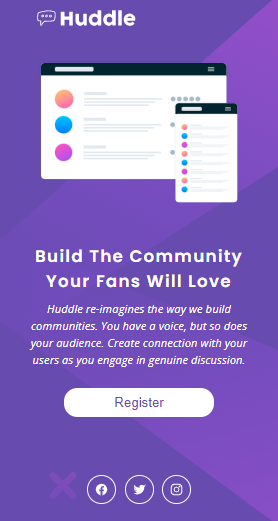 Huddle
Build The Community
Your Fans Will Love
Huddle re-imagines the way we build
communities. You have a voice, but so does
your audience. Create connection with your
users as you engage in genuine discussion.
Register